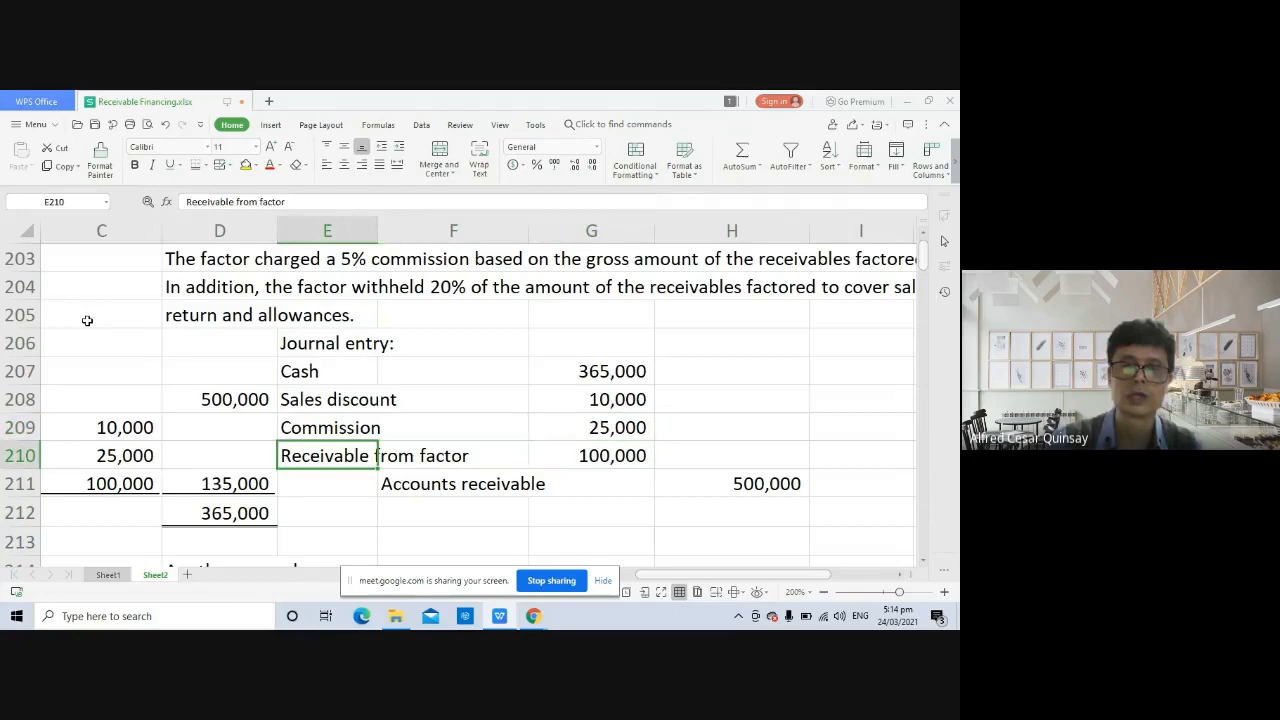 WPS Office Receivable Financing.xlsx + 1 Sign in Go Premium
Menu Home Insert Page Layout Formulas Data Review View Tools Click to find commands
Paste Cut Copy Format Painter Calibri 11 B I U A Merge and Center Wrap Text General $ % 000 Conditional Formatting Format as Table AutoSum AutoFilter Sort Format Fill Rows and Columns
E210 fx Receivable from factor
C D E F G H I
203 The factor charged a 5% commission based on the gross amount of the receivables factore
204 In addition, the factor withheld 20% of the amount of the receivables factored to cover sal
205 return and allowances.
206 Journal entry:
207 Cash 365,000
208 500,000 Sales discount 10,000
209 10,000 Commission 25,000
210 25,000 Receivable from factor 100,000
211 100,000 135,000 Accounts receivable 500,000
212 365,000
213
Sheet1 Sheet2 +
meet.google.com is sharing your screen. Stop sharing Hide
200%
Type here to search ENG 5:14 pm 24/03/2021 3
Alfred Cesar Quinsay